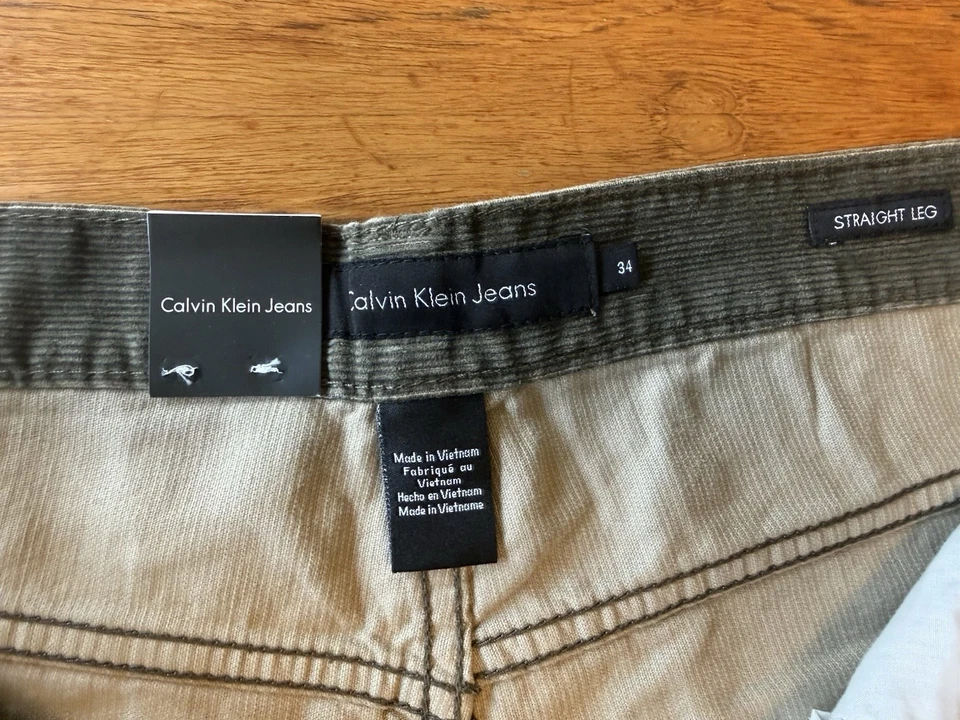 Calvin Klein Jeans
Calvin Klein Jeans
34
STRAIGHT LEG
Made in Vietnam
Fabriqué au
Vietnam
Hecho en Vietnam
Made in Vietname